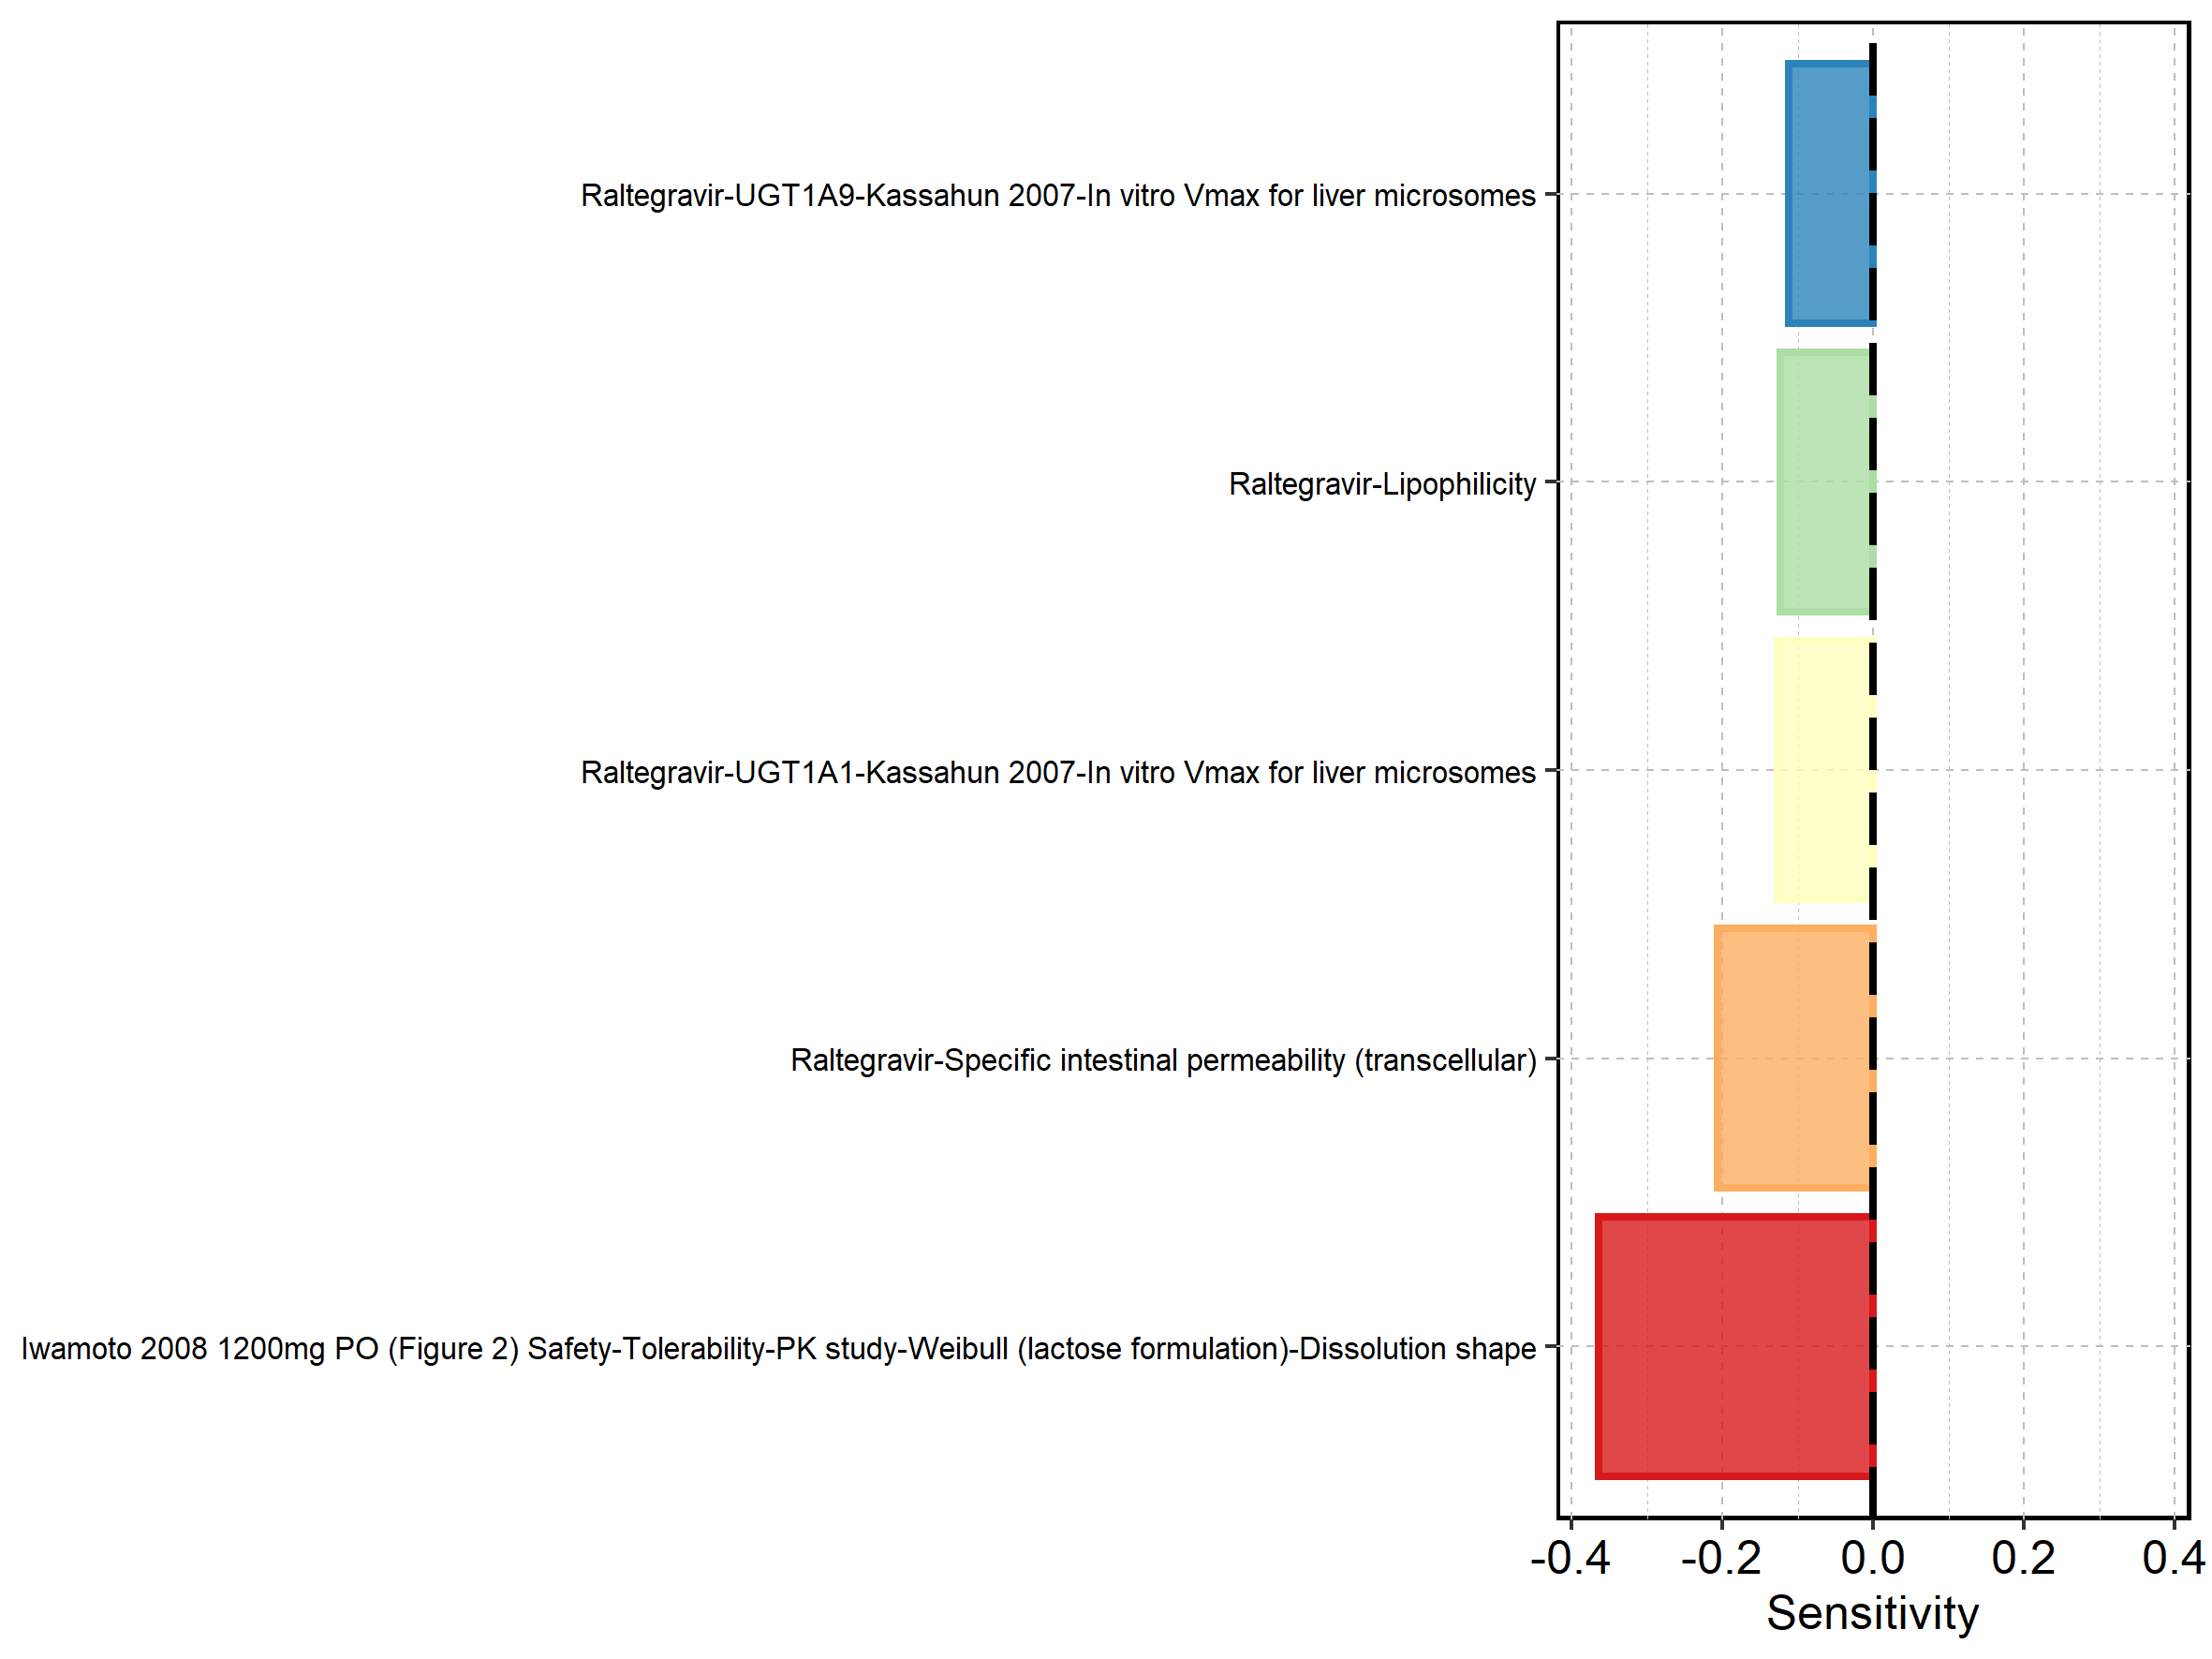 Raltegravir-UGT1A9-Kassahun 2007-In vitro Vmax for liver microsomes
Raltegravir-Lipophilicity
Raltegravir-UGT1A1-Kassahun 2007-In vitro Vmax for liver microsomes
Raltegravir-Specific intestinal permeability (transcellular)
Iwamoto 2008 1200mg PO (Figure 2) Safety-Tolerability-PK study-Weibull (lactose formulation)-Dissolution shape
-0.4 -0.2 0.0 0.2 0.4
Sensitivity